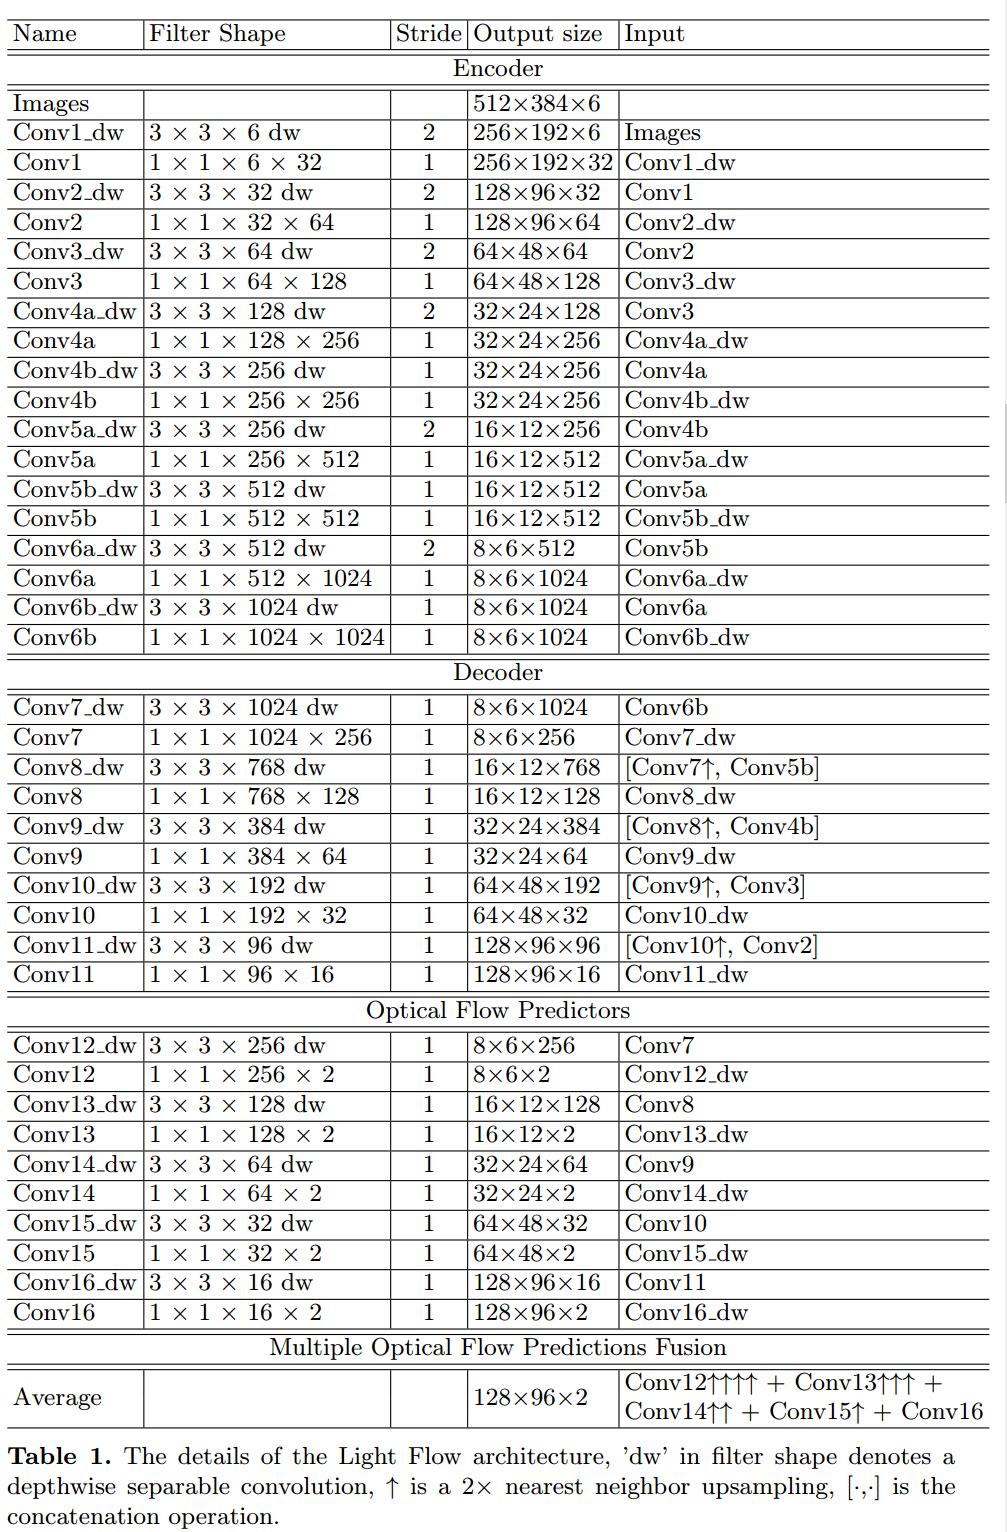 Name Filter Shape Stride Output size Input
Encoder
Images 512×384×6
Conv1_dw 3 × 3 × 6 dw 2 256×192×6 Images
Conv1 1 × 1 × 6 × 32 1 256×192×32 Conv1_dw
Conv2_dw 3 × 3 × 32 dw 2 128×96×32 Conv1
Conv2 1 × 1 × 32 × 64 1 128×96×64 Conv2_dw
Conv3_dw 3 × 3 × 64 dw 2 64×48×64 Conv2
Conv3 1 × 1 × 64 × 128 1 64×48×128 Conv3_dw
Conv4a_dw 3 × 3 × 128 dw 2 32×24×128 Conv3
Conv4a 1 × 1 × 128 × 256 1 32×24×256 Conv4a_dw
Conv4b_dw 3 × 3 × 256 dw 1 32×24×256 Conv4a
Conv4b 1 × 1 × 256 × 256 1 32×24×256 Conv4b_dw
Conv5a_dw 3 × 3 × 256 dw 2 16×12×256 Conv4b
Conv5a 1 × 1 × 256 × 512 1 16×12×512 Conv5a_dw
Conv5b_dw 3 × 3 × 512 dw 1 16×12×512 Conv5a
Conv5b 1 × 1 × 512 × 512 1 16×12×512 Conv5b_dw
Conv6a_dw 3 × 3 × 512 dw 2 8×6×512 Conv5b
Conv6a 1 × 1 × 512 × 1024 1 8×6×1024 Conv6a_dw
Conv6b_dw 3 × 3 × 1024 dw 1 8×6×1024 Conv6a
Conv6b 1 × 1 × 1024 × 1024 1 8×6×1024 Conv6b_dw
Decoder
Conv7_dw 3 × 3 × 1024 dw 1 8×6×1024 Conv6b
Conv7 1 × 1 × 1024 × 256 1 8×6×256 Conv7_dw
Conv8_dw 3 × 3 × 768 dw 1 16×12×768 [Conv7↑, Conv5b]
Conv8 1 × 1 × 768 × 128 1 16×12×128 Conv8_dw
Conv9_dw 3 × 3 × 384 dw 1 32×24×384 [Conv8↑, Conv4b]
Conv9 1 × 1 × 384 × 64 1 32×24×64 Conv9_dw
Conv10_dw 3 × 3 × 192 dw 1 64×48×192 [Conv9↑, Conv3]
Conv10 1 × 1 × 192 × 32 1 64×48×32 Conv10_dw
Conv11_dw 3 × 3 × 96 dw 1 128×96×96 [Conv10↑, Conv2]
Conv11 1 × 1 × 96 × 16 1 128×96×16 Conv11_dw
Optical Flow Predictors
Conv12_dw 3 × 3 × 256 dw 1 8×6×256 Conv7
Conv12 1 × 1 × 256 × 2 1 8×6×2 Conv12_dw
Conv13_dw 3 × 3 × 128 dw 1 16×12×128 Conv8
Conv13 1 × 1 × 128 × 2 1 16×12×2 Conv13_dw
Conv14_dw 3 × 3 × 64 dw 1 32×24×64 Conv9
Conv14 1 × 1 × 64 × 2 1 32×24×2 Conv14_dw
Conv15_dw 3 × 3 × 32 dw 1 64×48×32 Conv10
Conv15 1 × 1 × 32 × 2 1 64×48×2 Conv15_dw
Conv16_dw 3 × 3 × 16 dw 1 128×96×16 Conv11
Conv16 1 × 1 × 16 × 2 1 128×96×2 Conv16_dw
Multiple Optical Flow Predictions Fusion
Average 128×96×2 Conv12↑↑↑↑ + Conv13↑↑↑ +
Conv14↑↑ + Conv15↑ + Conv16
Table 1. The details of the Light Flow architecture, 'dw' in filter shape denotes a
depthwise separable convolution, ↑ is a 2× nearest neighbor upsampling, [·,·] is the
concatenation operation.